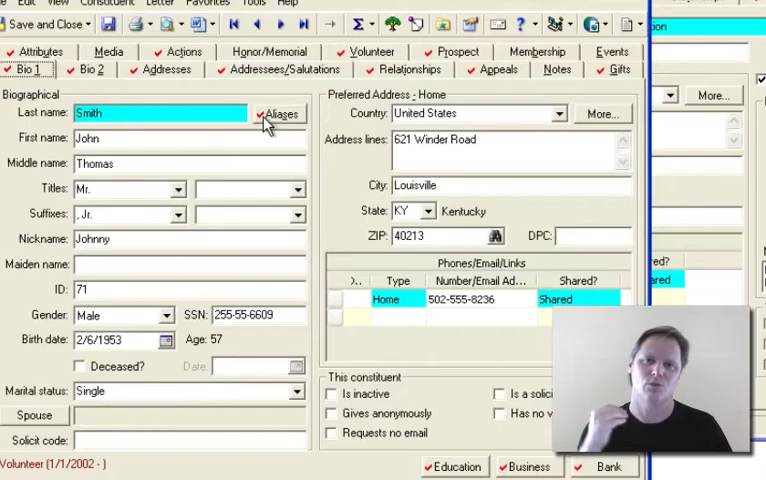 Edit View Constituent Letter Favorites Tools Help
Save and Close
Attributes Media Actions Honor/Memorial Volunteer Prospect Membership Events
Bio 1 Bio 2 Addresses Addressees/Salutations Relationships Appeals Notes Gifts
Biographical
Last name: Smith Aliases
First name: John
Middle name: Thomas
Titles: Mr.
Suffixes: , Jr.
Nickname: Johnny
Maiden name:
ID: 71
Gender: Male SSN: 255-55-6609
Birth date: 2/6/1953 Age: 57
Deceased? Date:
Marital status: Single
Spouse
Solicit code:
Volunteer (1/1/2002 - )
Preferred Address - Home
Country: United States More...
Address lines: 621 Winder Road
City: Louisville
State: KY Kentucky
ZIP: 40213 DPC:
Phones/Email/Links
).. Type Number/Email Ad... Shared?
Home 502-555-8236 Shared
This constituent
Is inactive Is a solici
Gives anonymously Has no v
Requests no email
Education Business Bank
ion
More...
ed?
ared